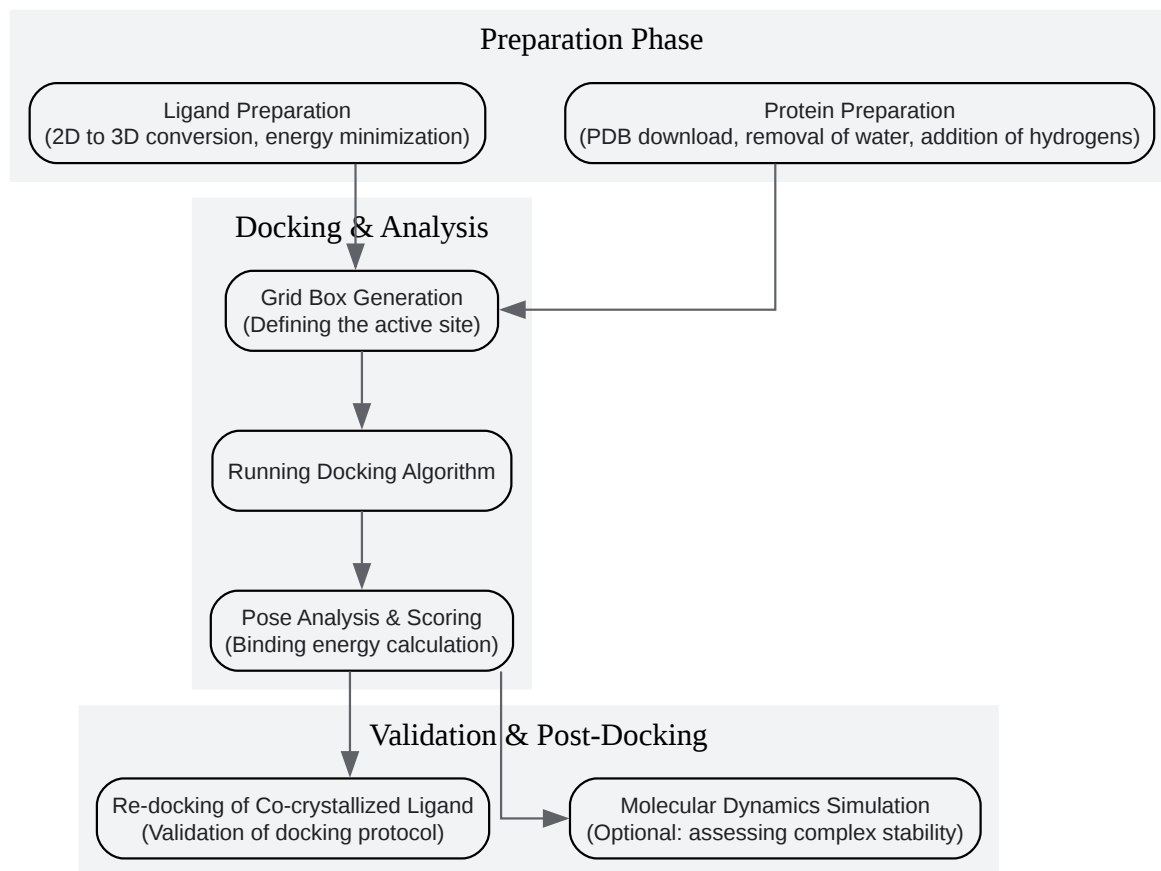 Preparation Phase
Ligand Preparation
(2D to 3D conversion, energy minimization)
Protein Preparation
(PDB download, removal of water, addition of hydrogens)
Docking & Analysis
Grid Box Generation
(Defining the active site)
Running Docking Algorithm
Pose Analysis & Scoring
(Binding energy calculation)
Validation & Post-Docking
Re-docking of Co-crystallized Ligand
(Validation of docking protocol)
Molecular Dynamics Simulation
(Optional: assessing complex stability)